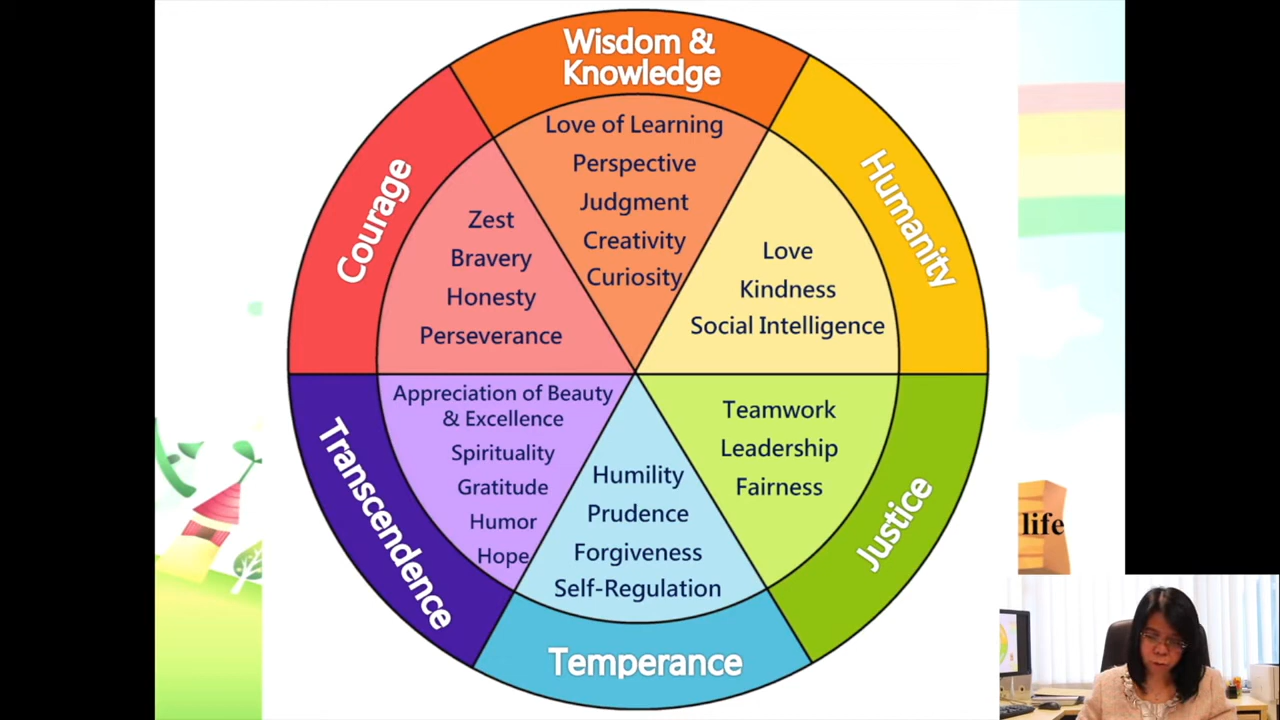 Wisdom &
Knowledge
Love of Learning
Perspective
Judgment
Creativity
Curiosity
Humanity
Love
Kindness
Social Intelligence
Justice
Teamwork
Leadership
Fairness
Temperance
Humility
Prudence
Forgiveness
Self-Regulation
Transcendence
Appreciation of Beauty
& Excellence
Spirituality
Gratitude
Humor
Hope
Courage
Zest
Bravery
Honesty
Perseverance
life